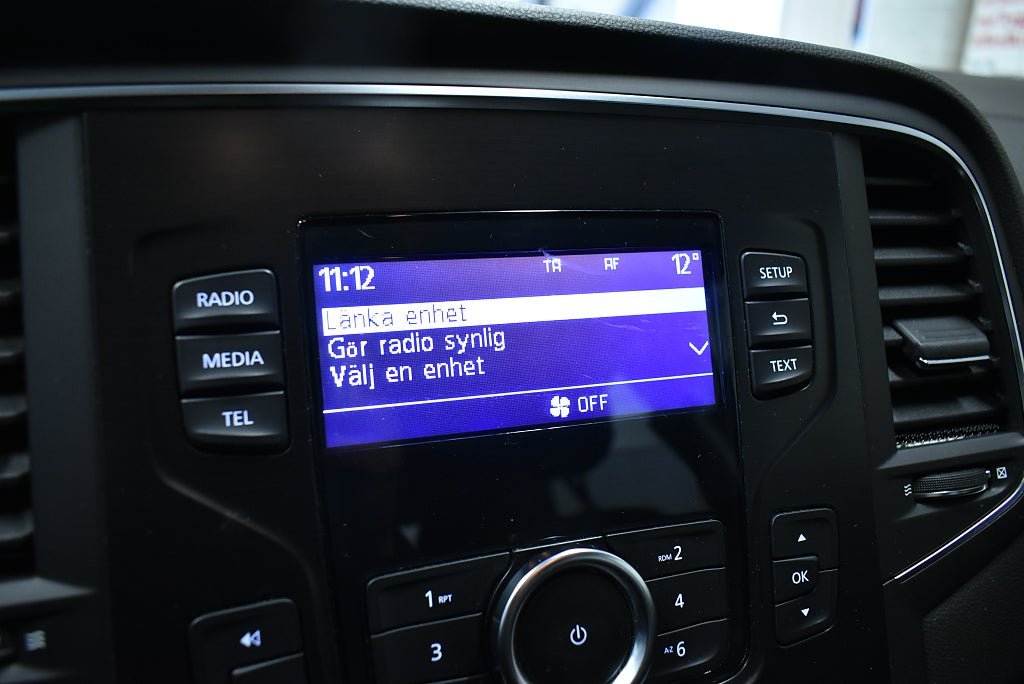 11:12 TA AF 12°
Länka enhet
Gör radio synlig
Välj en enhet
OFF
RADIO
MEDIA
TEL
SETUP
TEXT
1 RPT
RDM 2
3
4
A-Z 6
OK